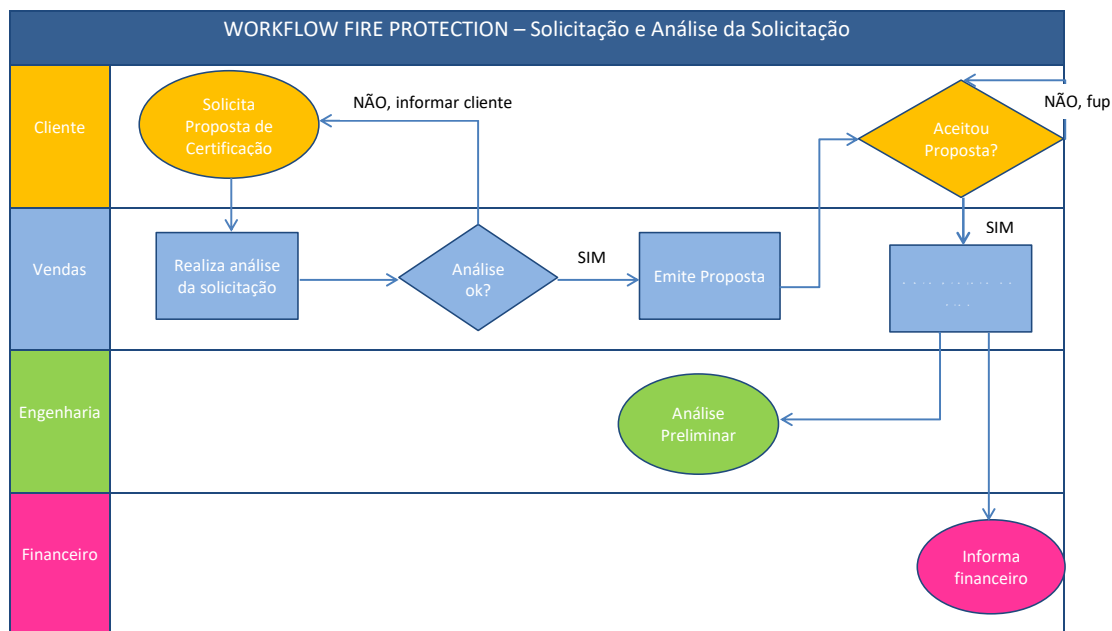 WORKFLOW FIRE PROTECTION – Solicitação e Análise da Solicitação
Cliente
Solicita
Proposta de
Certificação
NÃO, informar cliente
Aceitou
Proposta?
NÃO, fup
Vendas
Realiza análise
da solicitação
Análise
ok?
SIM
Emite Proposta
SIM
Engenharia
Análise
Preliminar
Financeiro
Informa
financeiro